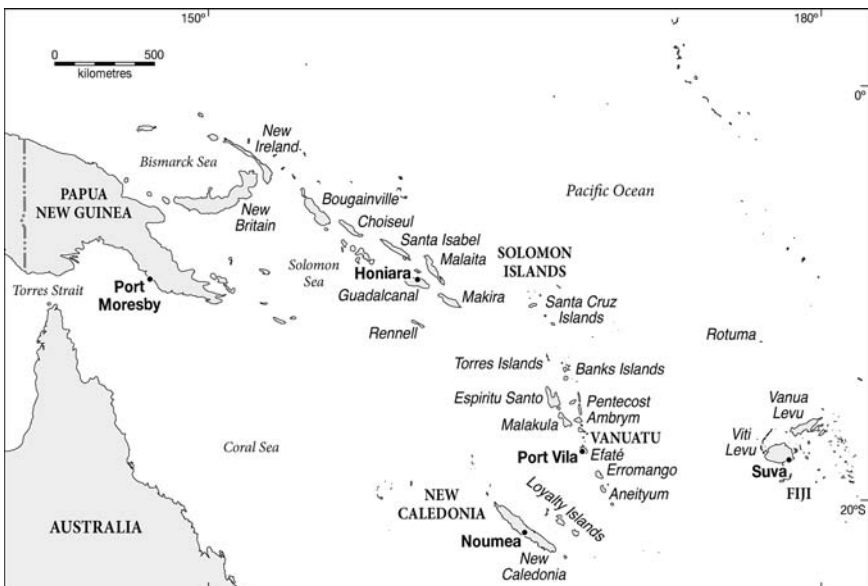 150°
180°
0
500
kilometres
0°
New
Ireland
Bismarck Sea
Pacific Ocean
PAPUA
NEW GUINEA
Bougainville
New
Britain
Choiseul
Santa Isabel
Malaita
SOLOMON
ISLANDS
Solomon
Sea
Honiara
Torres Strait
Port
Moresby
Guadalcanal
Makira
Santa Cruz
Islands
Rennell
Rotuma
Torres Islands
Banks Islands
Espiritu Santo
Pentecost
Ambrym
Vanua
Levu
Malakula
VANUATU
Viti
Levu
Coral Sea
Port Vila
Efaté
Suva
Erromango
Aneityum
FIJI
NEW
CALEDONIA
Loyalty Islands
20°S
AUSTRALIA
Noumea
New
Caledonia